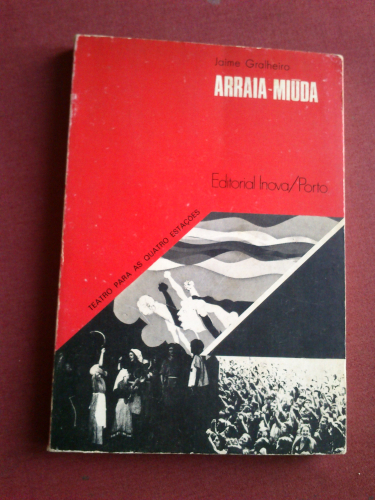 Jaime Gralheiro
ARRAIA-MIÚDA
Editorial Inova/Porto
TEATRO PARA AS QUATRO ESTAÇÕES